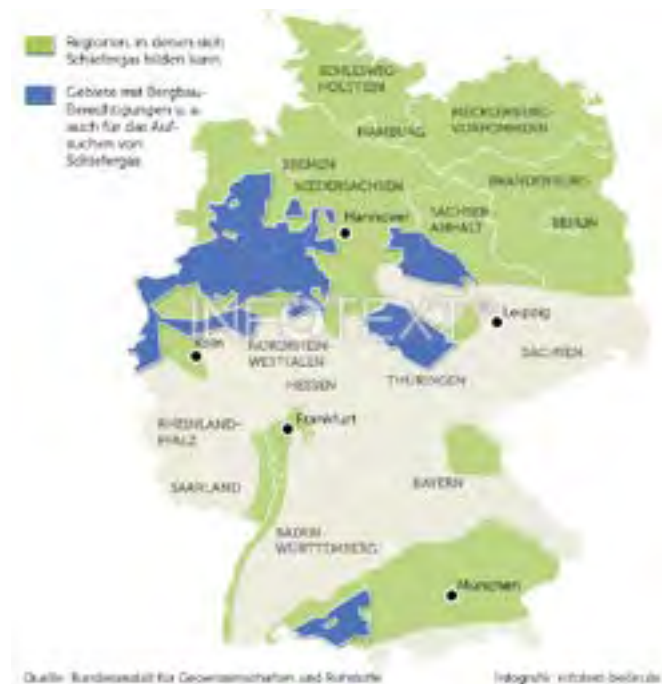 Regionen, in denen sich
Schiefergas bilden kann
Gebiete mit Bergbau-
Berechtigungen u. a.
auch für das Auf-
suchen von
Schiefergas
SCHLESWIG-
HOLSTEIN
MECKLENBURG-
VORPOMMERN
HAMBURG
BREMEN
NIEDERSACHSEN
BRANDENBURG
Hannover
SACHSEN-
ANHALT
BERLIN
INFOTEXT
Leipzig
Köln
NORDRHEIN-
WESTFALEN
SACHSEN
HESSEN
THÜRINGEN
RHEINLAND-
PFALZ
Frankfurt
SAARLAND
BAYERN
BADEN-
WÜRTTEMBERG
München
Quelle: Bundesanstalt für Geowissenschaften und Rohstoffe
Infografik: infotext-berlin.de